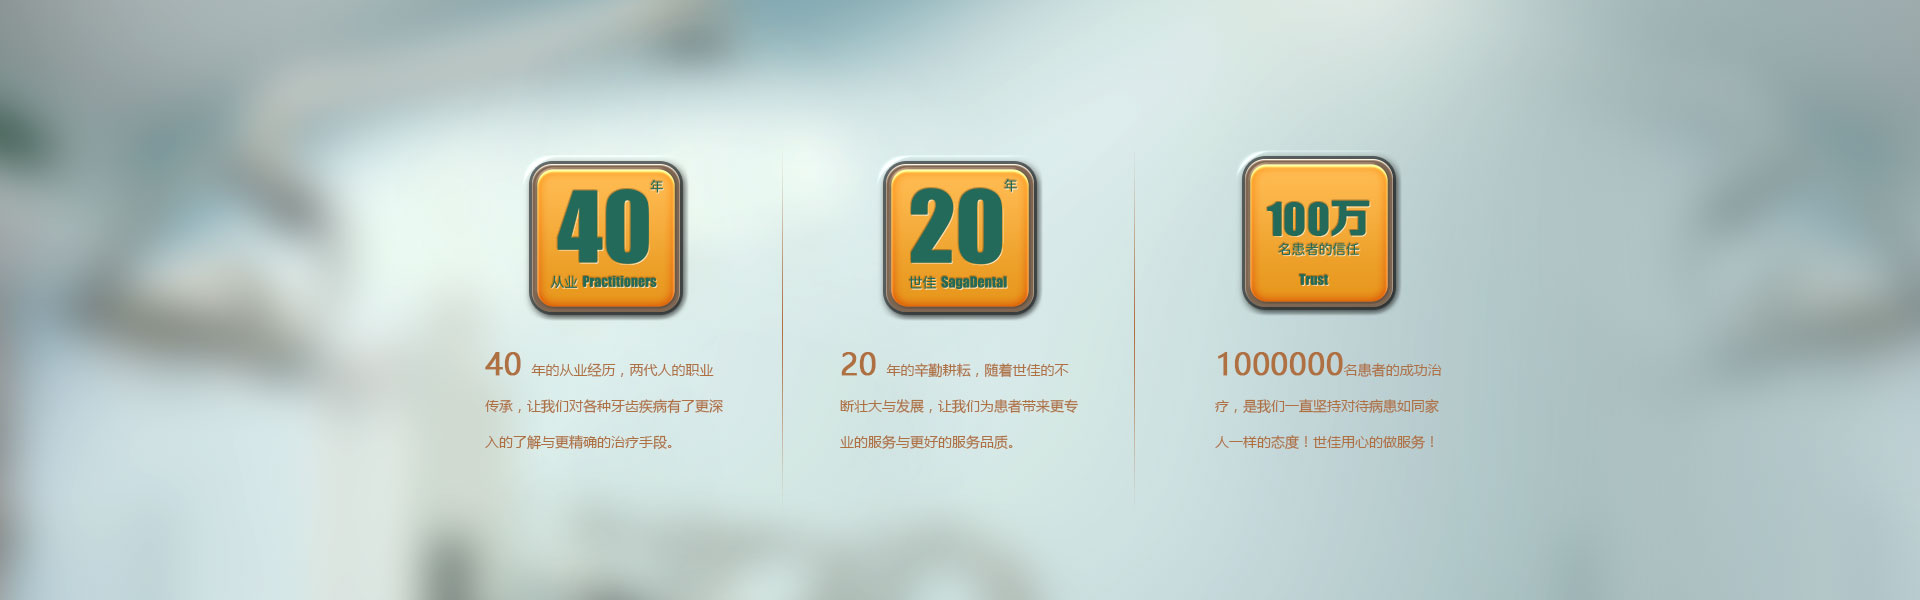 40年
从业 Practitioners
40 年的从业经历，两代人的职业
传承，让我们对各种牙齿疾病有了更深
入的了解与更精确的治疗手段。
20年
世佳 SagaDental
20 年的辛勤耕耘，随着世佳的不
断壮大与发展，让我们为患者带来更专
业的服务与更好的服务品质。
100万
名患者的信任
Trust
1000000名患者的成功治
疗，是我们一直坚持对待病患如同家
人一样的态度！世佳用心的做服务！